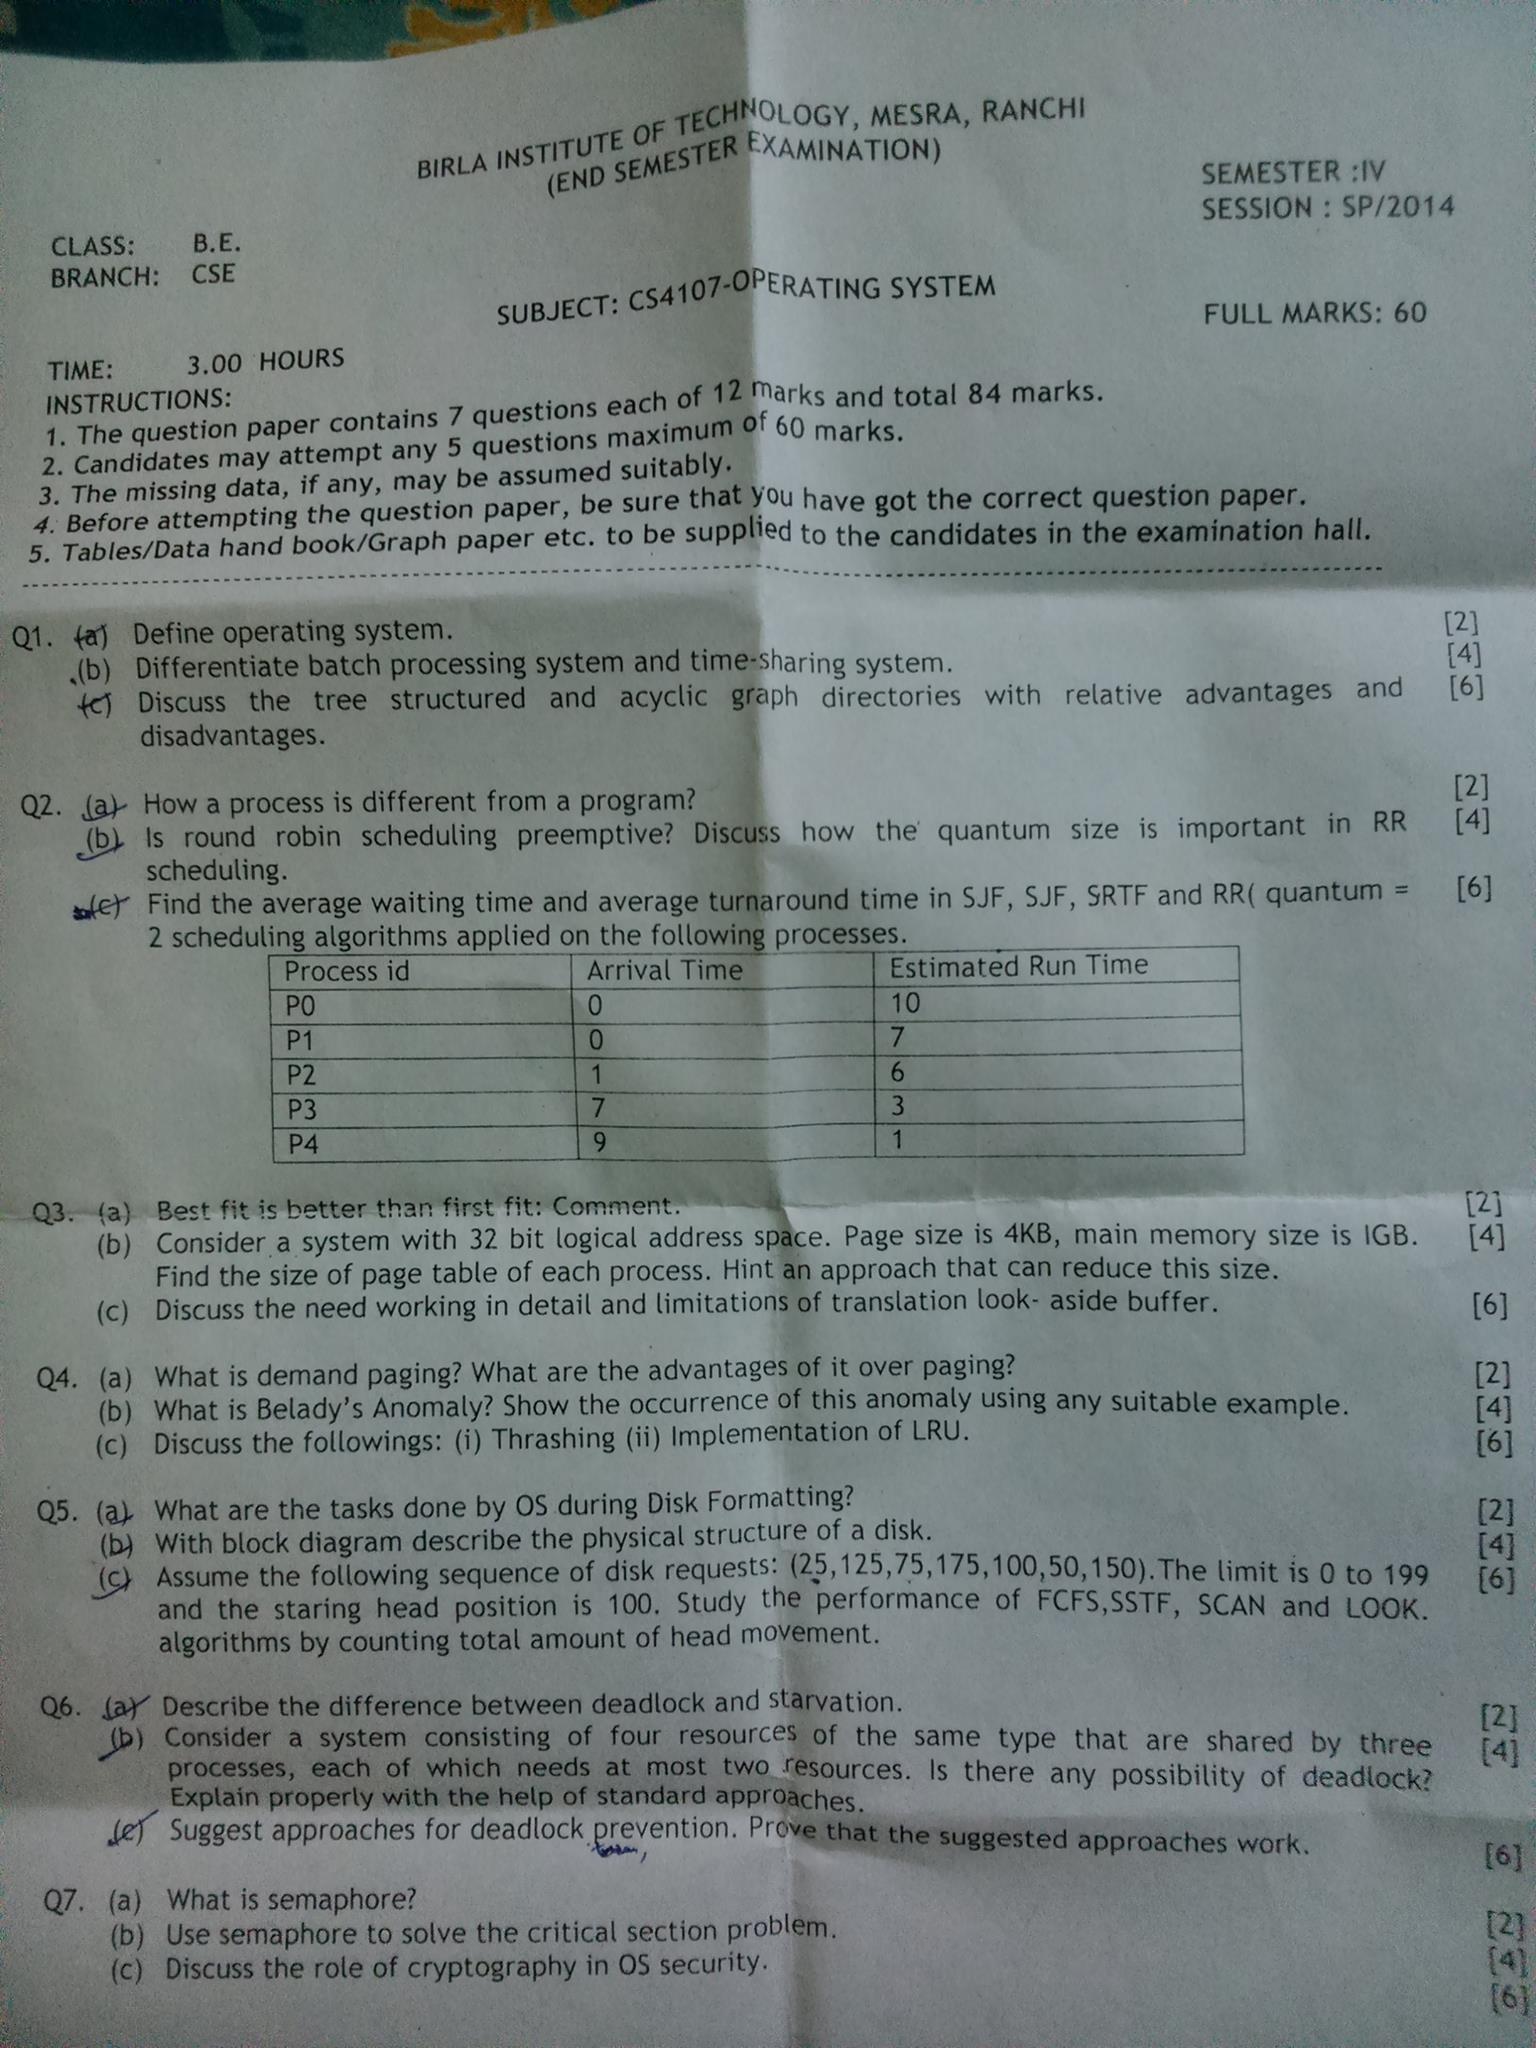 BIRLA INSTITUTE OF TECHNOLOGY, MESRA, RANCHI
(END SEMESTER EXAMINATION)
CLASS: B.E.
BRANCH: CSE
SEMESTER :IV
SESSION : SP/2014
SUBJECT: CS4107-OPERATING SYSTEM
TIME: 3.00 HOURS
FULL MARKS: 60
INSTRUCTIONS:
1. The question paper contains 7 questions each of 12 marks and total 84 marks.
2. Candidates may attempt any 5 questions maximum of 60 marks.
3. The missing data, if any, may be assumed suitably.
4. Before attempting the question paper, be sure that you have got the correct question paper.
5. Tables/Data hand book/Graph paper etc. to be supplied to the candidates in the examination hall.
Q1. (a) Define operating system. [2]
(b) Differentiate batch processing system and time-sharing system. [4]
(c) Discuss the tree structured and acyclic graph directories with relative advantages and [6]
disadvantages.
Q2. (a) How a process is different from a program? [2]
(b) Is round robin scheduling preemptive? Discuss how the quantum size is important in RR [4]
scheduling.
(c) Find the average waiting time and average turnaround time in SJF, SJF, SRTF and RR( quantum = [6]
2 scheduling algorithms applied on the following processes.
Process id Arrival Time Estimated Run Time
P0 0 10
P1 0 7
P2 1 6
P3 7 3
P4 9 1
Q3. (a) Best fit is better than first fit: Comment. [2]
(b) Consider a system with 32 bit logical address space. Page size is 4KB, main memory size is IGB. [4]
Find the size of page table of each process. Hint an approach that can reduce this size.
(c) Discuss the need working in detail and limitations of translation look- aside buffer. [6]
Q4. (a) What is demand paging? What are the advantages of it over paging? [2]
(b) What is Belady's Anomaly? Show the occurrence of this anomaly using any suitable example. [4]
(c) Discuss the followings: (i) Thrashing (ii) Implementation of LRU. [6]
Q5. (a) What are the tasks done by OS during Disk Formatting? [2]
(b) With block diagram describe the physical structure of a disk. [4]
(c) Assume the following sequence of disk requests: (25,125,75,175,100,50,150).The limit is 0 to 199 [6]
and the staring head position is 100. Study the performance of FCFS,SSTF, SCAN and LOOK.
algorithms by counting total amount of head movement.
Q6. (a) Describe the difference between deadlock and starvation. [2]
(b) Consider a system consisting of four resources of the same type that are shared by three [4]
processes, each of which needs at most two resources. Is there any possibility of deadlock?
Explain properly with the help of standard approaches.
(c) Suggest approaches for deadlock prevention. Prove that the suggested approaches work. [6]
Q7. (a) What is semaphore? [2]
(b) Use semaphore to solve the critical section problem. [4]
(c) Discuss the role of cryptography in OS security. [6]